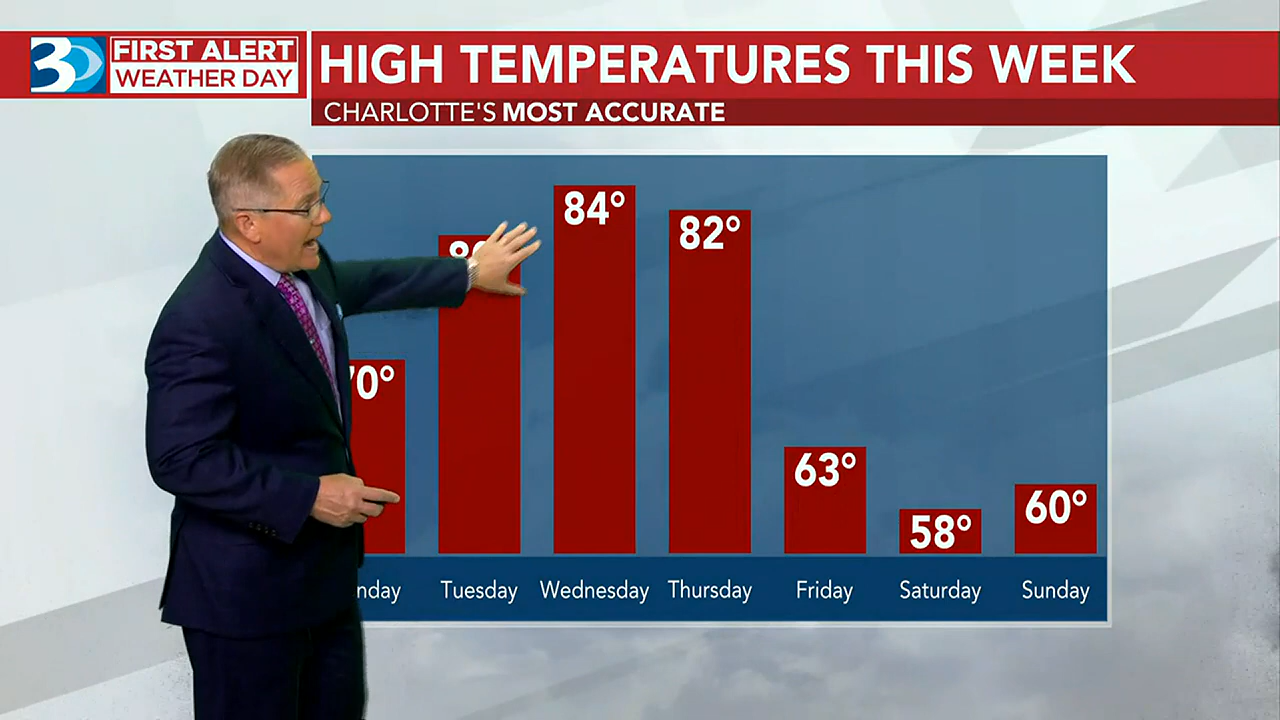 3
FIRST ALERT
WEATHER DAY
HIGH TEMPERATURES THIS WEEK
CHARLOTTE'S MOST ACCURATE
84°
82°
70°
63°
58°
60°
Tuesday Wednesday Thursday Friday Saturday Sunday